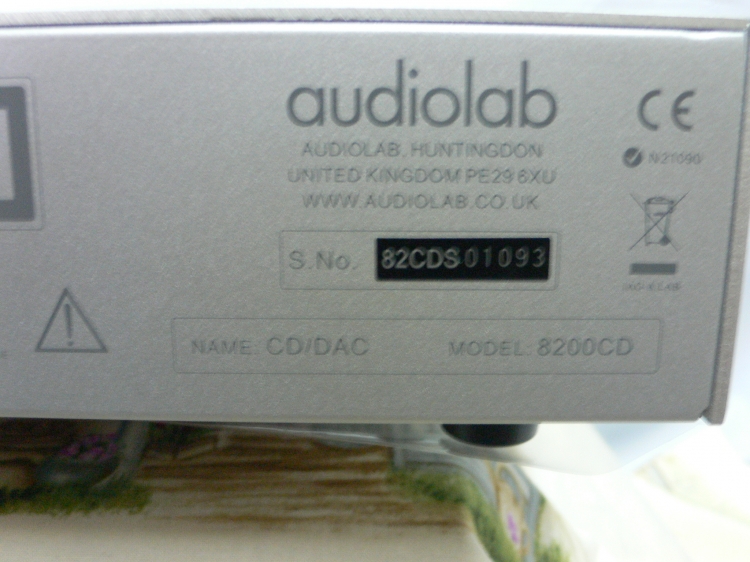 audiolab
AUDIOLAB, HUNTINGDON
UNITED KINGDOM PE29 6XU
WWW.AUDIOLAB.CO.UK
CE
N21090
S.No. 82CDS01093
NAME: CD/DAC MODEL: 8200CD